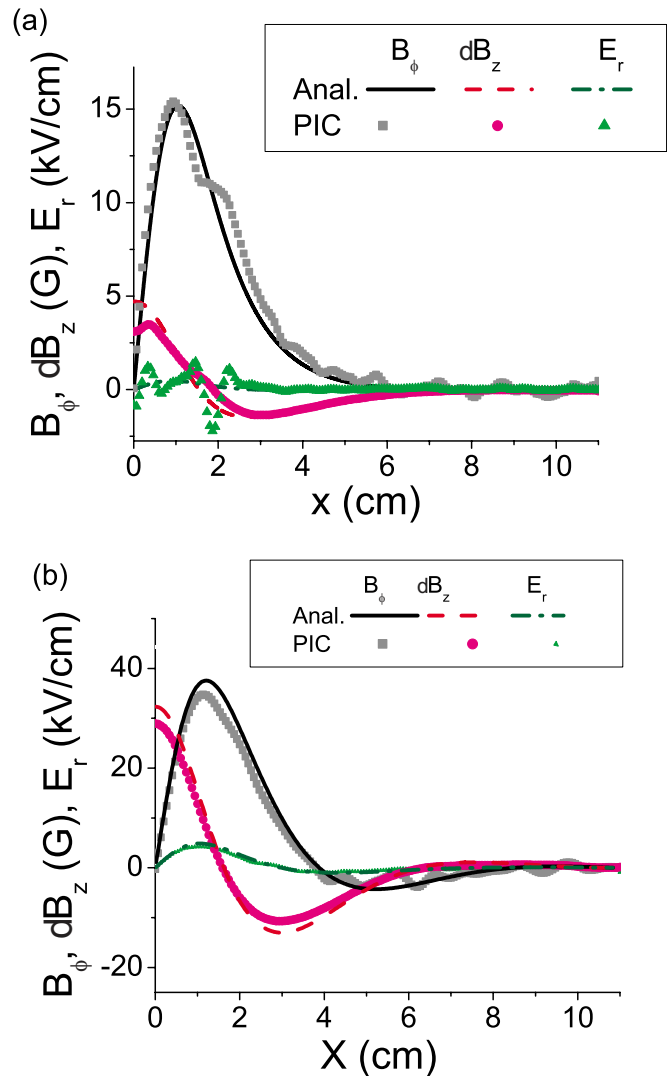 (a)
B_ϕ dB_z E_r
Anal.
PIC
B_ϕ, dB_z (G), E_r (kV/cm)
15
10
5
0
0 2 4 6 8 10
x (cm)
(b)
B_ϕ dB_z E_r
Anal.
PIC
B_ϕ, dB_z (G), E_r (kV/cm)
40
20
0
-20
0 2 4 6 8 10
X (cm)